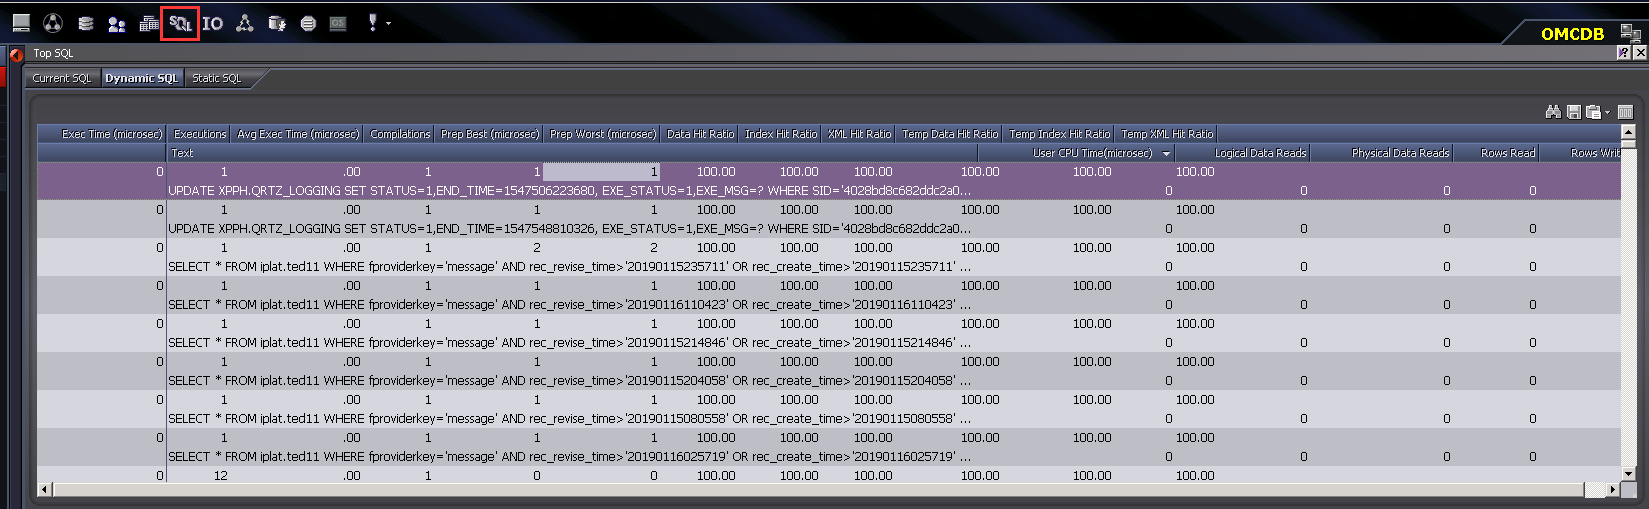 SQL IO GS
OMCDB
Top SQL
Current SQL Dynamic SQL Static SQL
Exec Time (microsec) Executions Avg Exec Time (microsec) Compilations Prep Best (microsec) Prep Worst (microsec) Data Hit Ratio Index Hit Ratio XML Hit Ratio Temp Data Hit Ratio Temp Index Hit Ratio Temp XML Hit Ratio
Text User CPU Time(microsec) Logical Data Reads Physical Data Reads Rows Read Rows Writ
0 1 .00 1 1 1 100.00 100.00 100.00 100.00 100.00 100.00
UPDATE XPPH.QRTZ_LOGGING SET STATUS=1,END_TIME=1547506223680, EXE_STATUS=1,EXE_MSG=? WHERE SID='4028bd8c682ddc2a0... 0 0 0 0
0 1 .00 1 1 1 100.00 100.00 100.00 100.00 100.00 100.00
UPDATE XPPH.QRTZ_LOGGING SET STATUS=1,END_TIME=1547548810326, EXE_STATUS=1,EXE_MSG=? WHERE SID='4028bd8c682ddc2a0... 0 0 0 0
0 1 .00 1 2 2 100.00 100.00 100.00 100.00 100.00 100.00
SELECT * FROM iplat.ted11 WHERE fproviderkey='message' AND rec_revise_time>'20190115235711' OR rec_create_time>'20190115235711' ... 0 0 0 0
0 1 .00 1 1 1 100.00 100.00 100.00 100.00 100.00 100.00
SELECT * FROM iplat.ted11 WHERE fproviderkey='message' AND rec_revise_time>'20190116110423' OR rec_create_time>'20190116110423' ... 0 0 0 0
0 1 .00 1 1 1 100.00 100.00 100.00 100.00 100.00 100.00
SELECT * FROM iplat.ted11 WHERE fproviderkey='message' AND rec_revise_time>'20190115214846' OR rec_create_time>'20190115214846' ... 0 0 0 0
0 1 .00 1 1 1 100.00 100.00 100.00 100.00 100.00 100.00
SELECT * FROM iplat.ted11 WHERE fproviderkey='message' AND rec_revise_time>'20190115204058' OR rec_create_time>'20190115204058' ... 0 0 0 0
0 1 .00 1 1 1 100.00 100.00 100.00 100.00 100.00 100.00
SELECT * FROM iplat.ted11 WHERE fproviderkey='message' AND rec_revise_time>'20190115080558' OR rec_create_time>'20190115080558' ... 0 0 0 0
0 1 .00 1 1 1 100.00 100.00 100.00 100.00 100.00 100.00
SELECT * FROM iplat.ted11 WHERE fproviderkey='message' AND rec_revise_time>'20190116025719' OR rec_create_time>'20190116025719' ... 0 0 0 0
0 12 .00 1 0 0 100.00 100.00 100.00 100.00 100.00 100.00